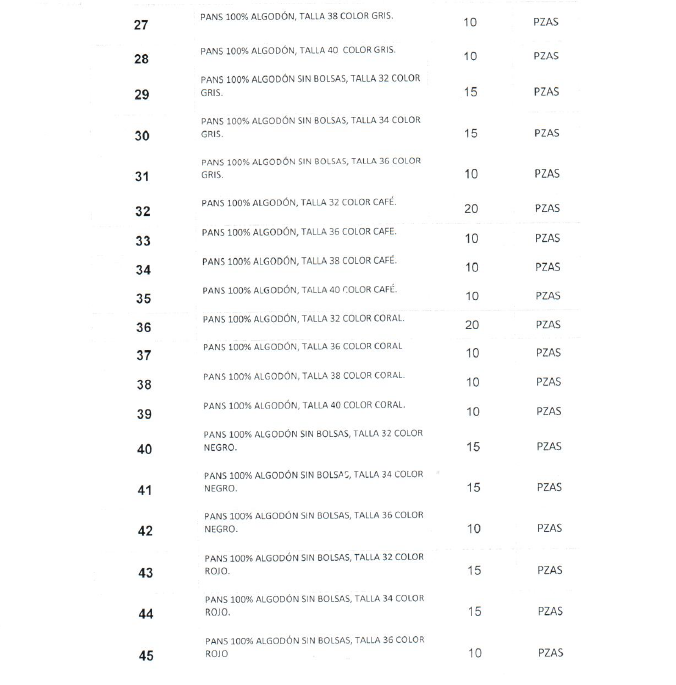 27 PANS 100% ALGODÓN, TALLA 38 COLOR GRIS. 10 PZAS
28 PANS 100% ALGODÓN, TALLA 40 COLOR GRIS. 10 PZAS
29 PANS 100% ALGODÓN SIN BOLSAS, TALLA 32 COLOR 15 PZAS
GRIS.
30 PANS 100% ALGODÓN SIN BOLSAS, TALLA 34 COLOR 15 PZAS
GRIS.
31 PANS 100% ALGODÓN SIN BOLSAS, TALLA 36 COLOR 10 PZAS
GRIS.
32 PANS 100% ALGODÓN, TALLA 32 COLOR CAFÉ. 20 PZAS
33 PANS 100% ALGODÓN, TALLA 36 COLOR CAFE. 10 PZAS
34 PANS 100% ALGODÓN, TALLA 38 COLOR CAFÉ. 10 PZAS
35 PANS 100% ALGODÓN, TALLA 40 COLOR CAFÉ. 10 PZAS
36 PANS 100% ALGODÓN, TALLA 32 COLOR CORAL. 20 PZAS
37 PANS 100% ALGODÓN, TALLA 36 COLOR CORAL 10 PZAS
38 PANS 100% ALGODÓN, TALLA 38 COLOR CORAL. 10 PZAS
39 PANS 100% ALGODÓN, TALLA 40 COLOR CORAL. 10 PZAS
40 PANS 100% ALGODÓN SIN BOLSAS, TALLA 32 COLOR 15 PZAS
NEGRO.
41 PANS 100% ALGODÓN SIN BOLSAS, TALLA 34 COLOR 15 PZAS
NEGRO.
42 PANS 100% ALGODÓN SIN BOLSAS, TALLA 36 COLOR 10 PZAS
NEGRO.
43 PANS 100% ALGODÓN SIN BOLSAS, TALLA 32 COLOR 15 PZAS
ROJO.
44 PANS 100% ALGODÓN SIN BOLSAS, TALLA 34 COLOR 15 PZAS
ROJO.
45 PANS 100% ALGODÓN SIN BOLSAS, TALLA 36 COLOR 10 PZAS
ROJO